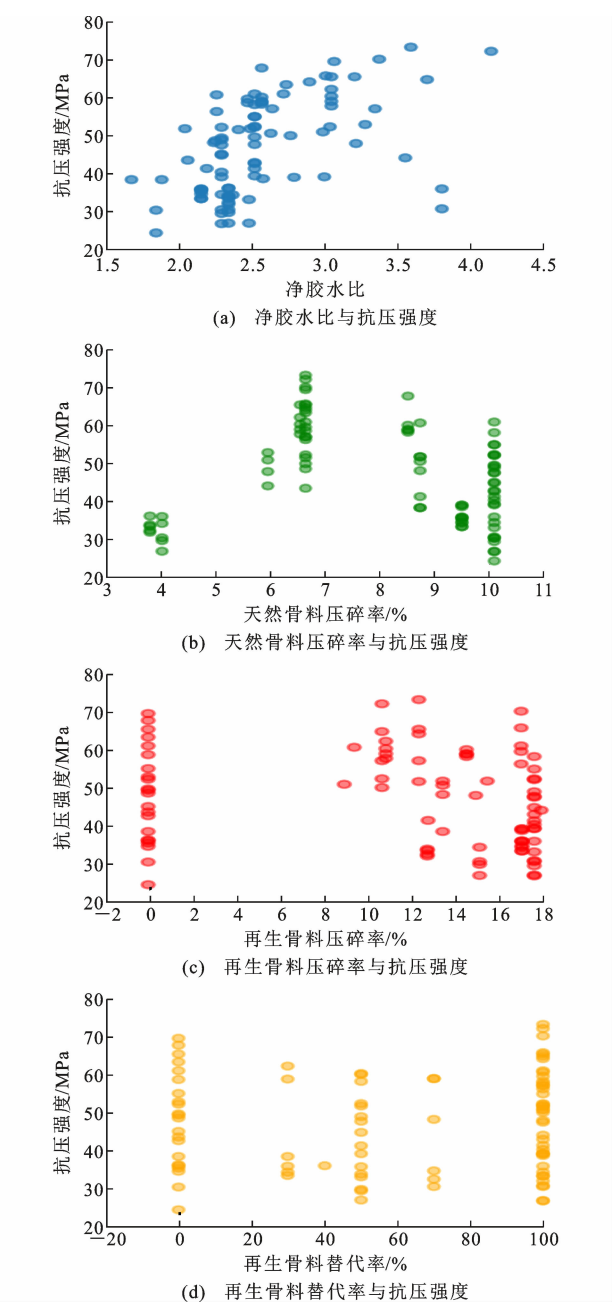 80
70
60
50
40
30
20
抗压强度/MPa
1.5 2.0 2.5 3.0 3.5 4.0 4.5
净胶水比
(a) 净胶水比与抗压强度
80
70
60
50
40
30
20
抗压强度/MPa
3 4 5 6 7 8 9 10 11
天然骨料压碎率/%
(b) 天然骨料压碎率与抗压强度
80
70
60
50
40
30
20
抗压强度/MPa
−2 0 2 4 6 8 10 12 14 16 18
再生骨料压碎率/%
(c) 再生骨料压碎率与抗压强度
80
70
60
50
40
30
20
抗压强度/MPa
−20 0 20 40 60 80 100
再生骨料替代率/%
(d) 再生骨料替代率与抗压强度